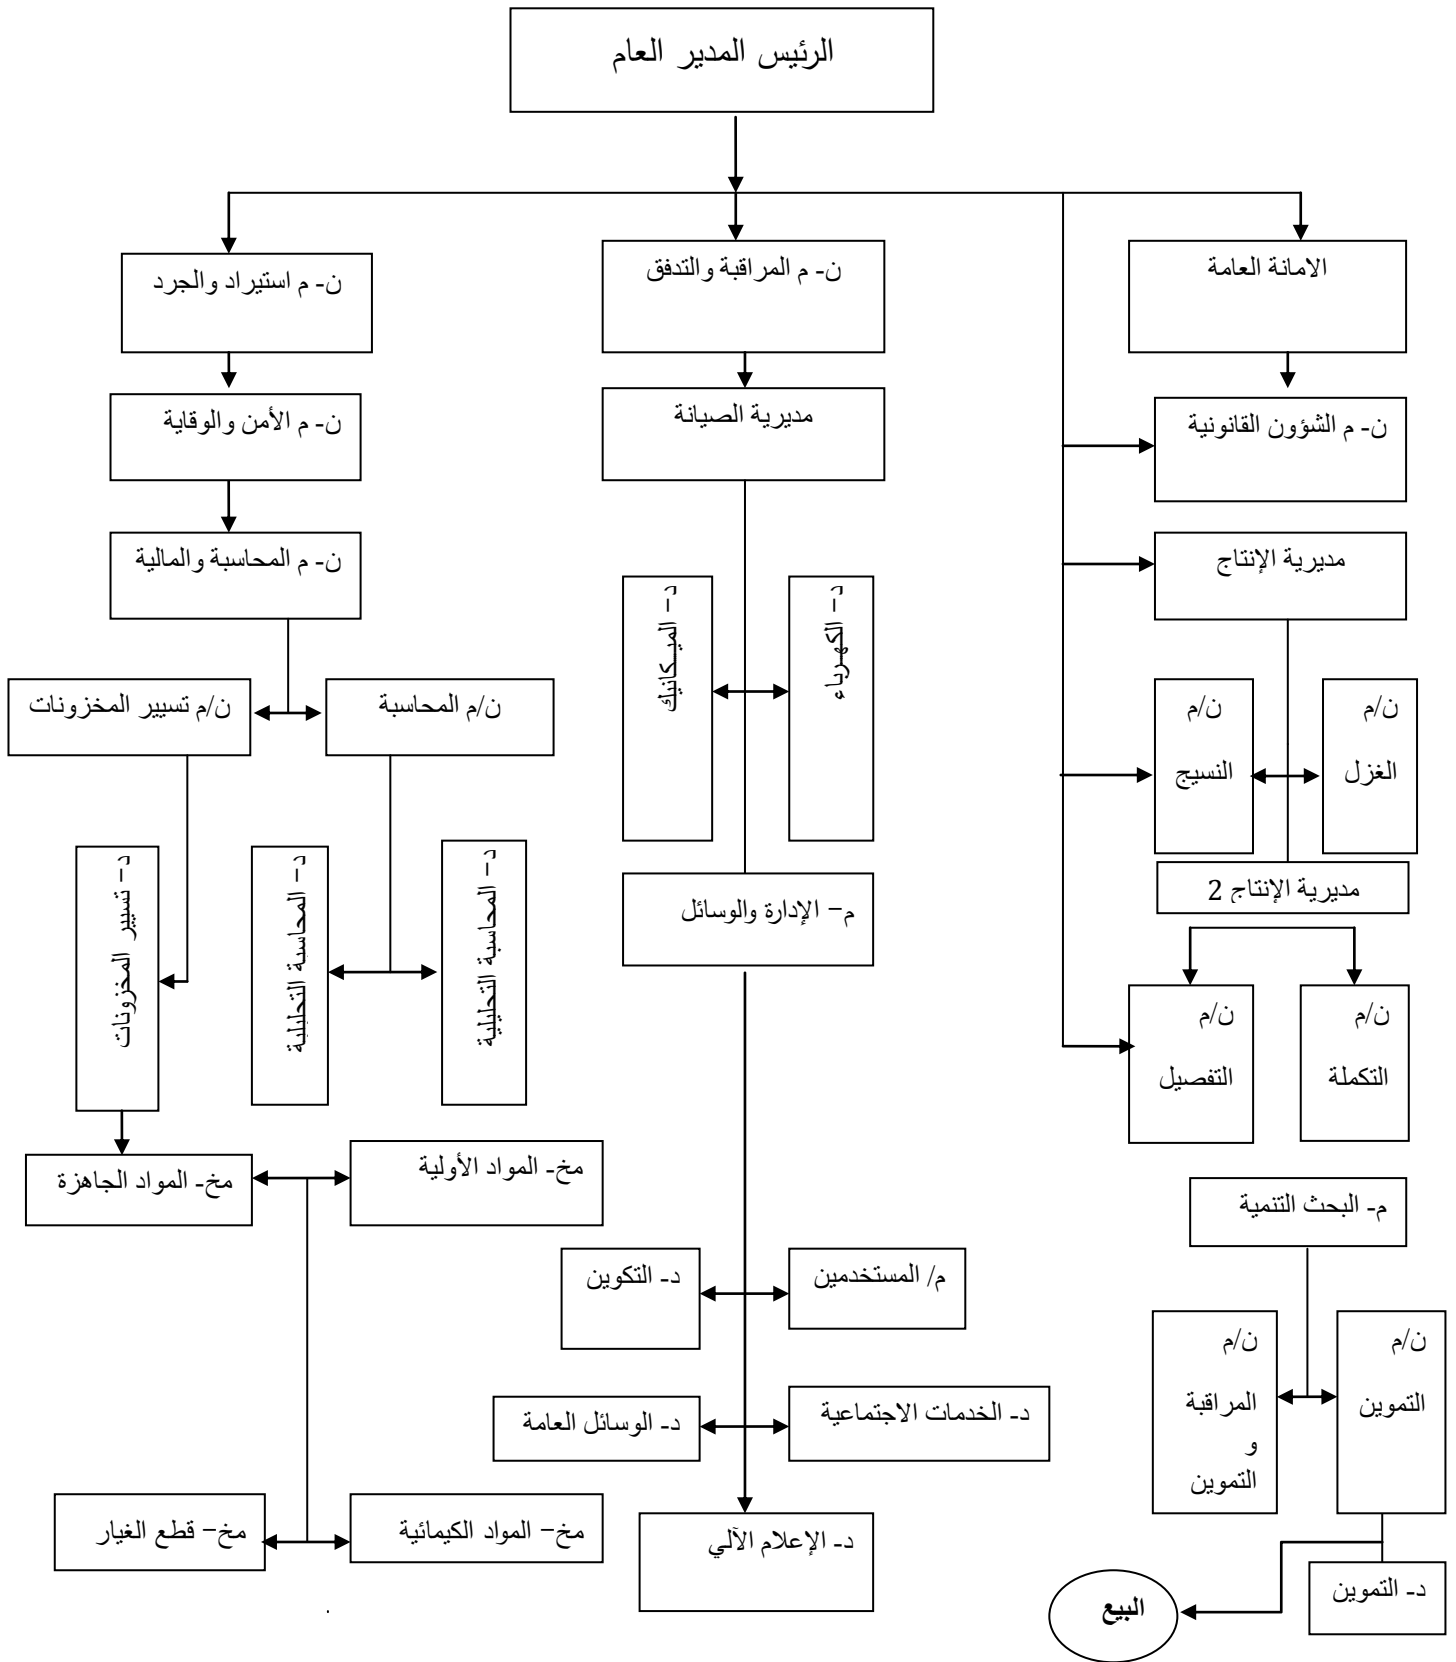 الرئيس المدير العام
الامانة العامة
ن- م المراقبة والتدفق
ن- م استيراد والجرد
ن- م الشؤون القانونية
مديرية الصيانة
ن- م الأمن والوقاية
مديرية الإنتاج
ن- م المحاسبة والمالية
د- الكهرباء
د- الميكانيك
ن/م
الغزل
ن/م
النسيج
ن/م المحاسبة
ن/م تسيير المخزونات
مديرية الإنتاج 2
م- الإدارة والوسائل
د- المحاسبة التحليلية
د- المحاسبة التحليلية
د- تسيير المخزونات
ن/م
التكملة
ن/م
التفصيل
مخ- المواد الأولية
مخ- المواد الجاهزة
م- البحث التنمية
م/ المستخدمين
د- التكوين
ن/م
التموين
ن/م
المراقبة
و
التموين
د- الخدمات الاجتماعية
د- الوسائل العامة
مخ- المواد الكيمائية
مخ- قطع الغيار
د- الإعلام الآلي
د- التموين
البيع